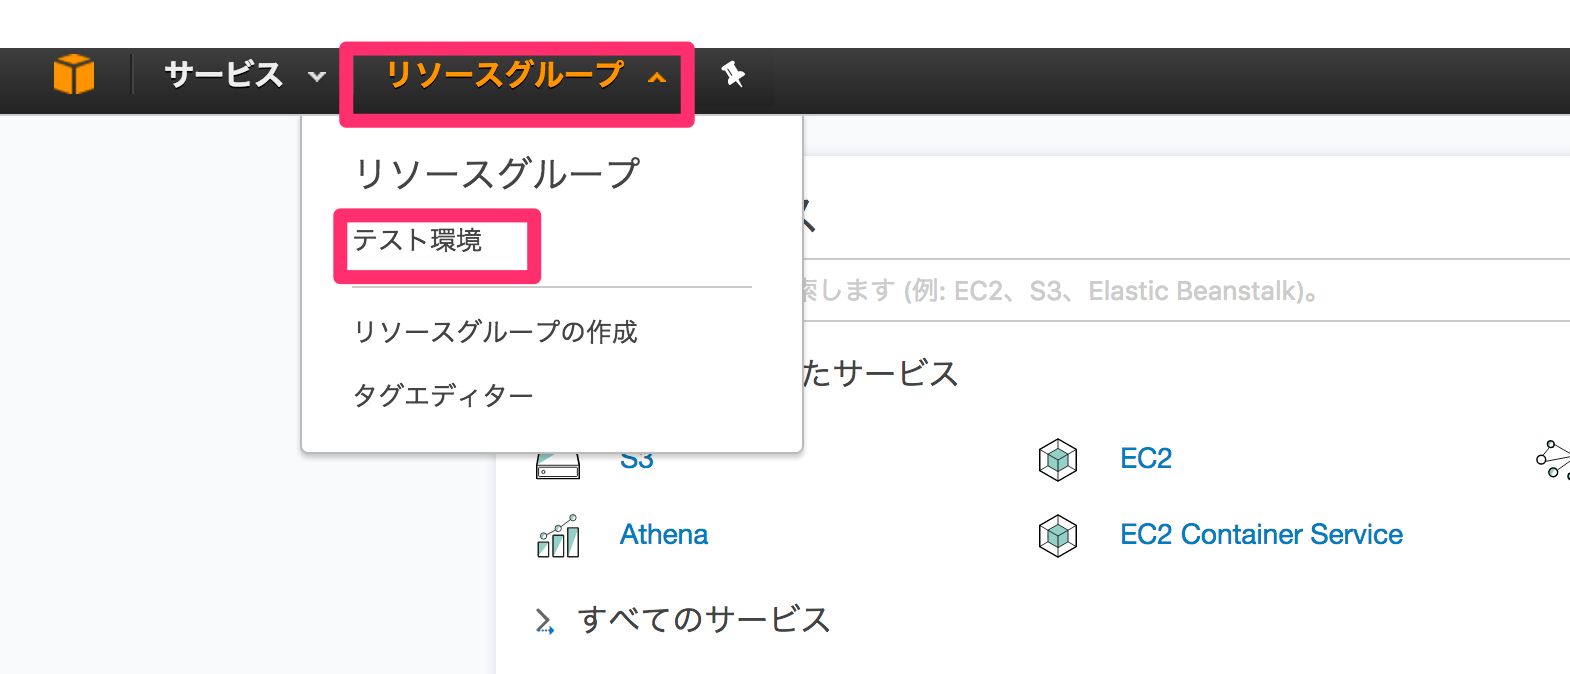 サービス リソースグループ
リソースグループ
テスト環境
します (例: EC2、S3、Elastic Beanstalk)。
リソースグループの作成
たサービス
タグエディター
S3 EC2
Athena EC2 Container Service
すべてのサービス